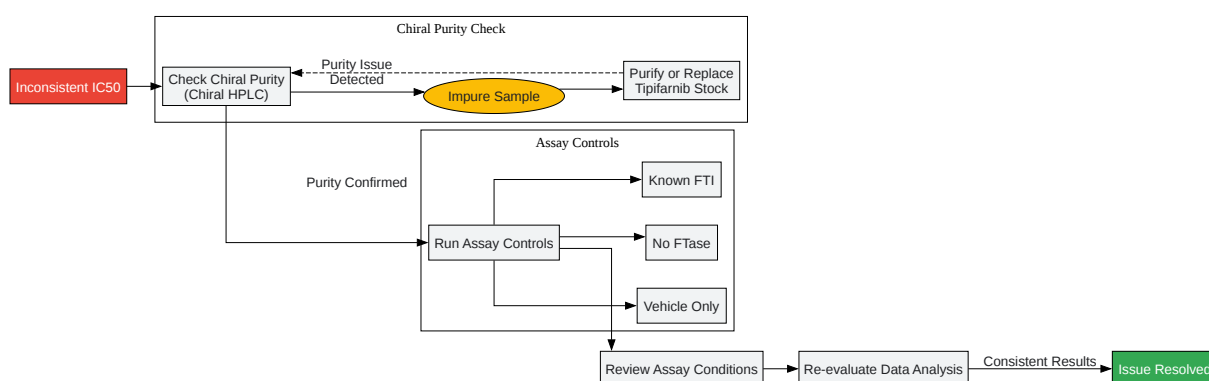 Chiral Purity Check
Inconsistent IC50
Check Chiral Purity
(Chiral HPLC)
Purity Issue
Detected
Impure Sample
Purify or Replace
Tipifarnib Stock
Purity Confirmed
Assay Controls
Run Assay Controls
Known FTI
No FTase
Vehicle Only
Review Assay Conditions
Re-evaluate Data Analysis
Consistent Results
Issue Resolved